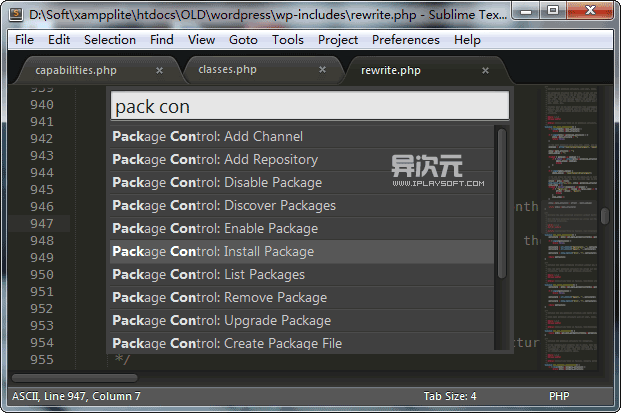 D:\Soft\xampplite\htdocs\OLD\wordpress\wp-includes\rewrite.php - Sublime Tex...
File Edit Selection Find View Goto Tools Project Preferences Help
capabilities.php × classes.php × rewrite.php ×
940
941
942
943
944
945
946
947
948
949
950
951
952
953
954
955 */
pack con
Package Control: Add Channel
Package Control: Add Repository
Package Control: Disable Package
Package Control: Discover Packages
Package Control: Enable Package
Package Control: Install Package
Package Control: List Packages
Package Control: Remove Package
Package Control: Upgrade Package
Package Control: Create Package File
异次元
WWW.IPLAYSOFT.COM
ASCII, Line 947, Column 7 Tab Size: 4 PHP